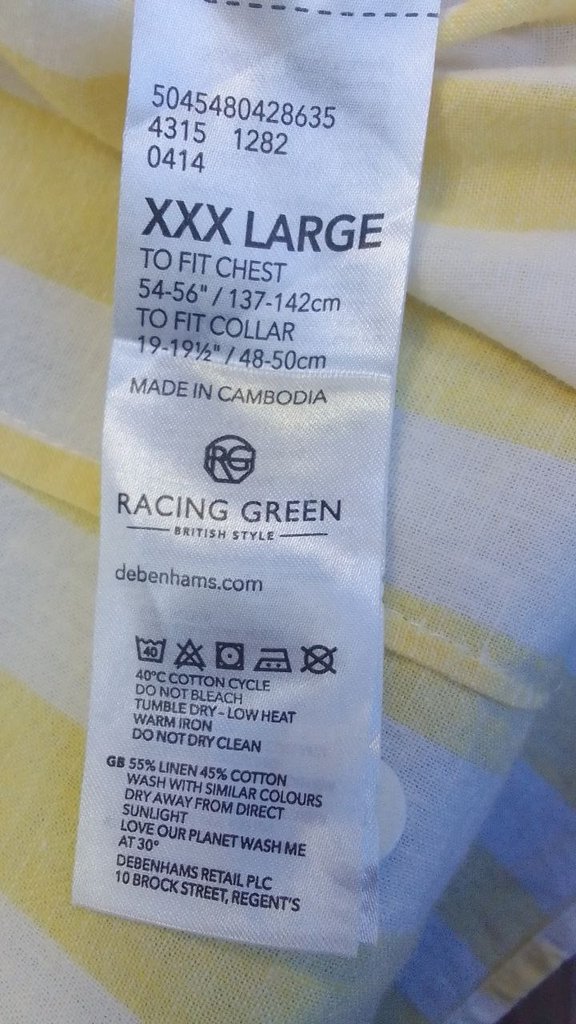 5045480428635
4315 1282
0414
XXX LARGE
TO FIT CHEST
54-56" / 137-142cm
TO FIT COLLAR
19-19½" / 48-50cm
MADE IN CAMBODIA
RG
RACING GREEN
BRITISH STYLE
debenhams.com
40
40°C COTTON CYCLE
DO NOT BLEACH
TUMBLE DRY - LOW HEAT
WARM IRON
DO NOT DRY CLEAN
GB 55% LINEN 45% COTTON
WASH WITH SIMILAR COLOURS
DRY AWAY FROM DIRECT
SUNLIGHT
LOVE OUR PLANET WASH ME
AT 30°
DEBENHAMS RETAIL PLC
10 BROCK STREET, REGENT'S